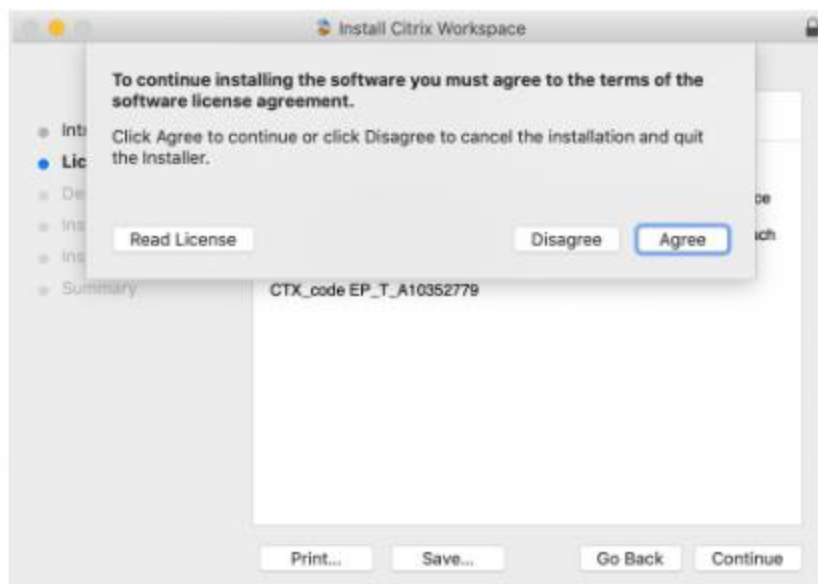 Install Citrix Workspace
To continue installing the software you must agree to the terms of the
software license agreement.
Click Agree to continue or click Disagree to cancel the installation and quit
the Installer.
Read License
Disagree
Agree
Lic
Summary
CTX_code EP_T_A10352779
Print...
Save...
Go Back
Continue